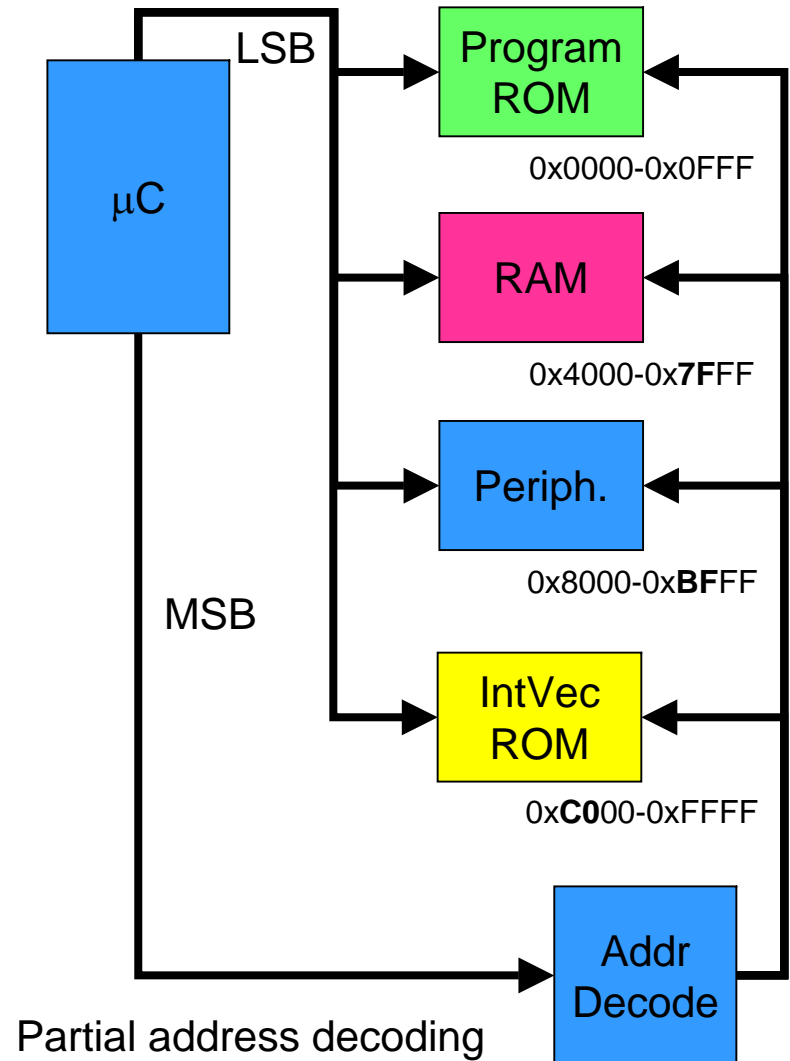 LSB
Program
ROM
0x0000-0x0FFF
μC
RAM
0x4000-0x7FFF
Periph.
0x8000-0xBFFF
MSB
IntVec
ROM
0xC000-0xFFFF
Addr
Decode
Partial address decoding